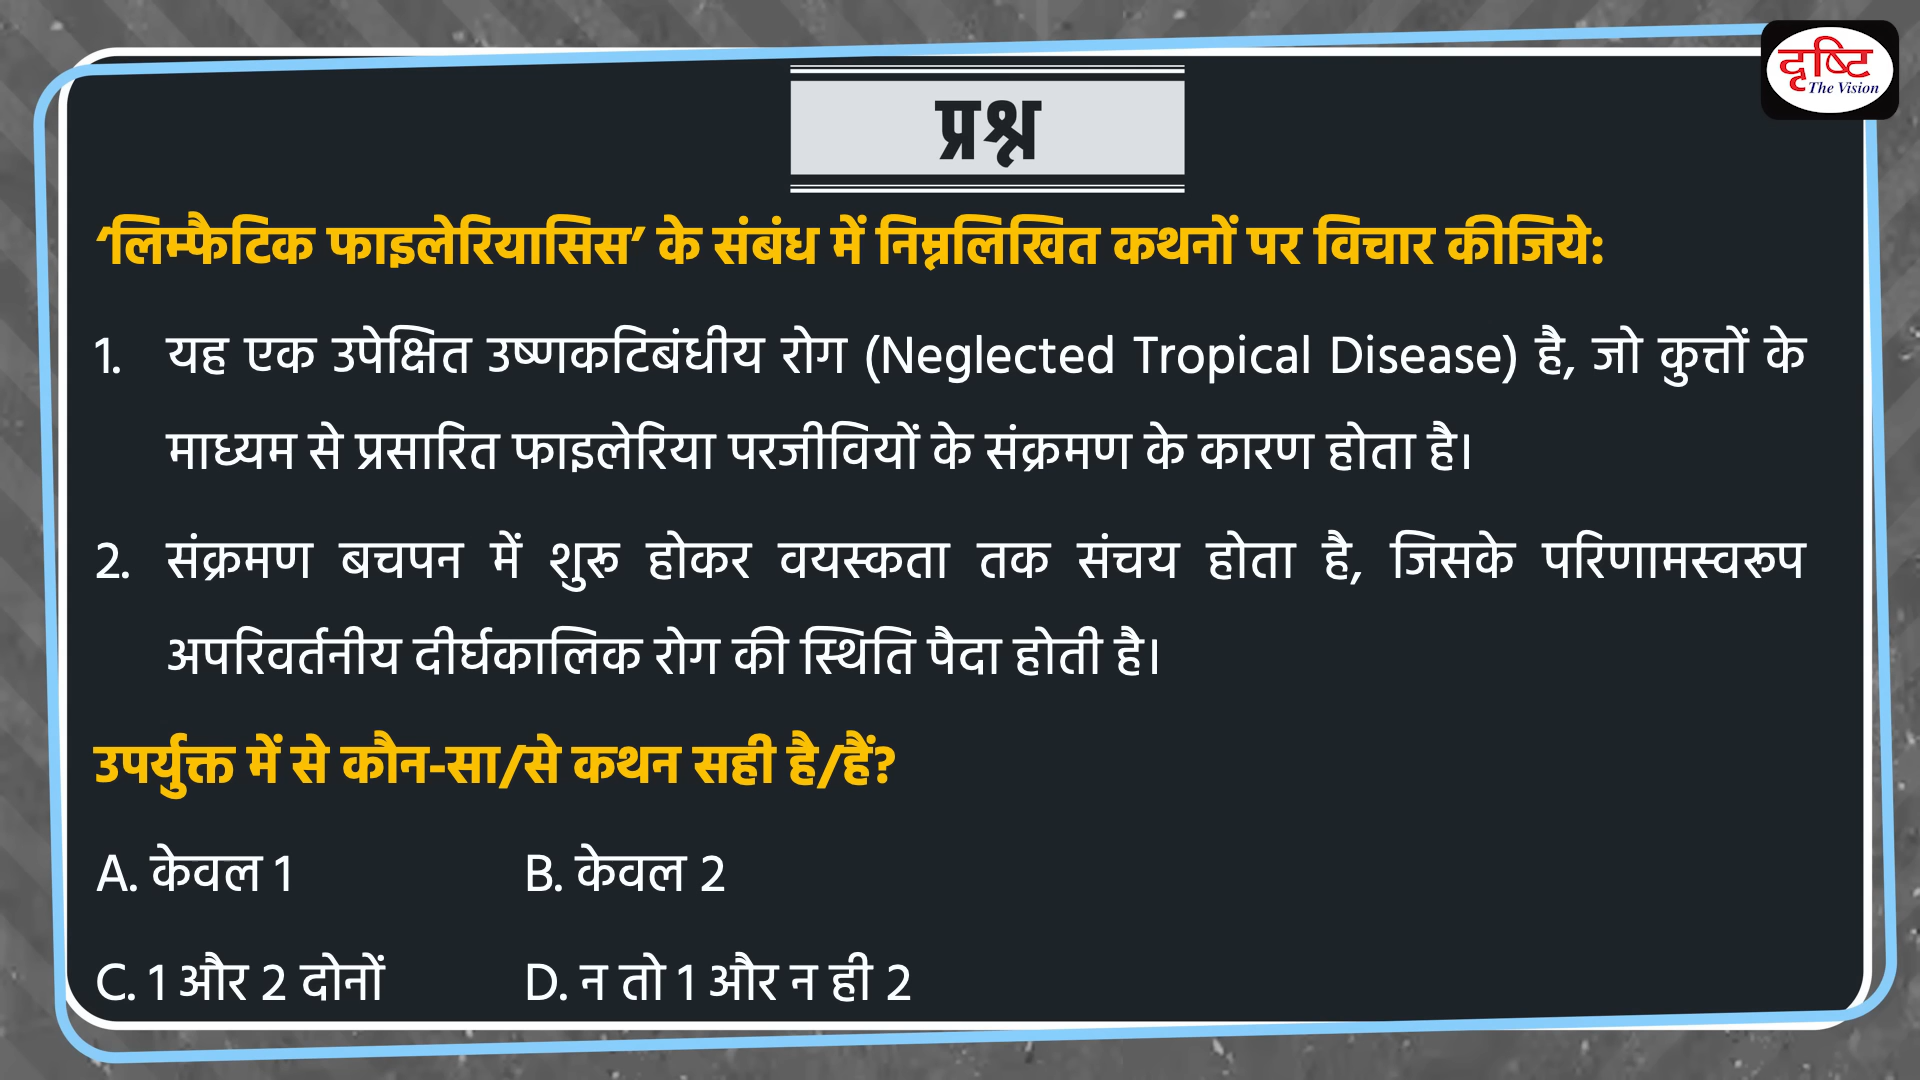 दृष्टि
The Vision
प्रश्न
‘लिम्फैटिक फाइलेरियासिस’ के संबंध में निम्नलिखित कथनों पर विचार कीजिये:
1. यह एक उपेक्षित उष्णकटिबंधीय रोग (Neglected Tropical Disease) है, जो कुत्तों के
माध्यम से प्रसारित फाइलेरिया परजीवियों के संक्रमण के कारण होता है।
2. संक्रमण बचपन में शुरू होकर वयस्कता तक संचय होता है, जिसके परिणामस्वरूप
अपरिवर्तनीय दीर्घकालिक रोग की स्थिति पैदा होती है।
उपर्युक्त में से कौन-सा/से कथन सही है/हैं?
A. केवल 1 B. केवल 2
C. 1 और 2 दोनों D. न तो 1 और न ही 2